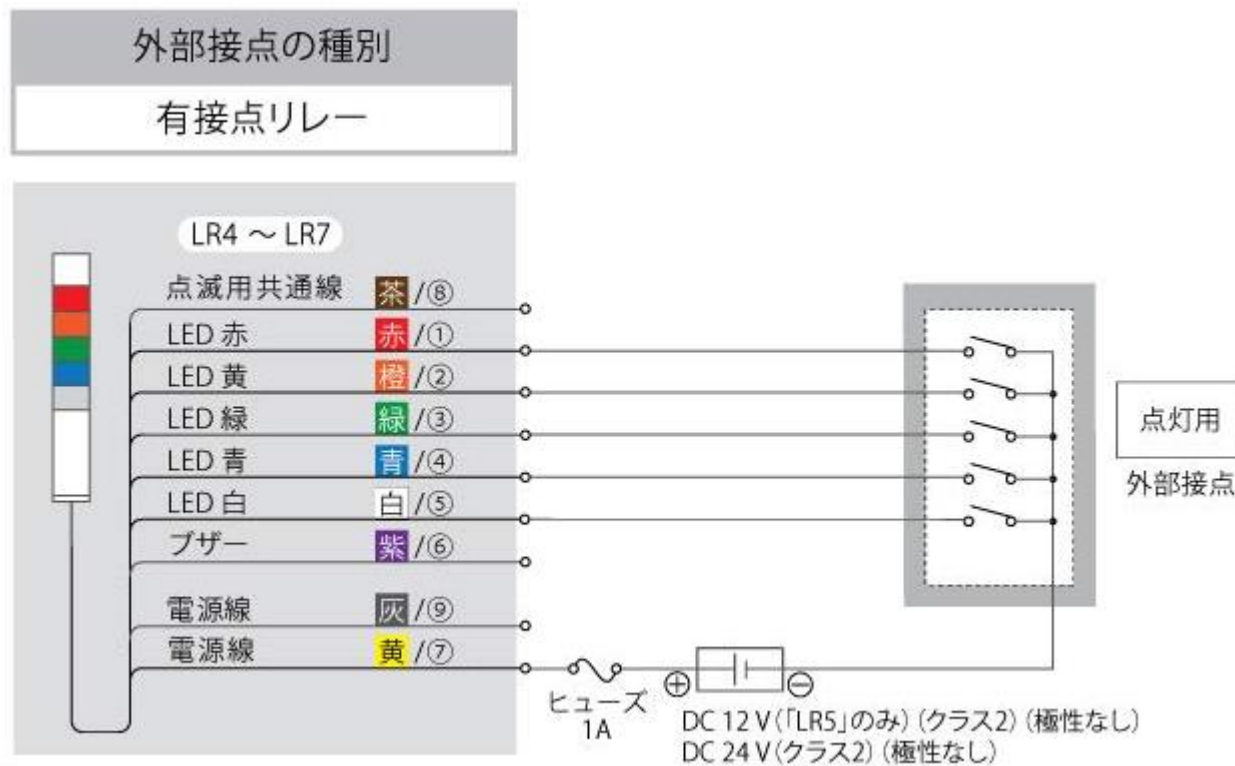 外部接点の種別
有接点リレー
LR4 ～ LR7
点滅用共通線 茶 /⑧
LED 赤 赤 /①
LED 黄 橙 /②
LED 緑 緑 /③
LED 青 青 /④
LED 白 白 /⑤
ブザー 紫 /⑥
電源線 灰 /⑨
電源線 黄 /⑦
点灯用
外部接点
ヒューズ
1A
⊕ ⊖
DC 12 V(「LR5」のみ) (クラス2) (極性なし)
DC 24 V(クラス2) (極性なし)